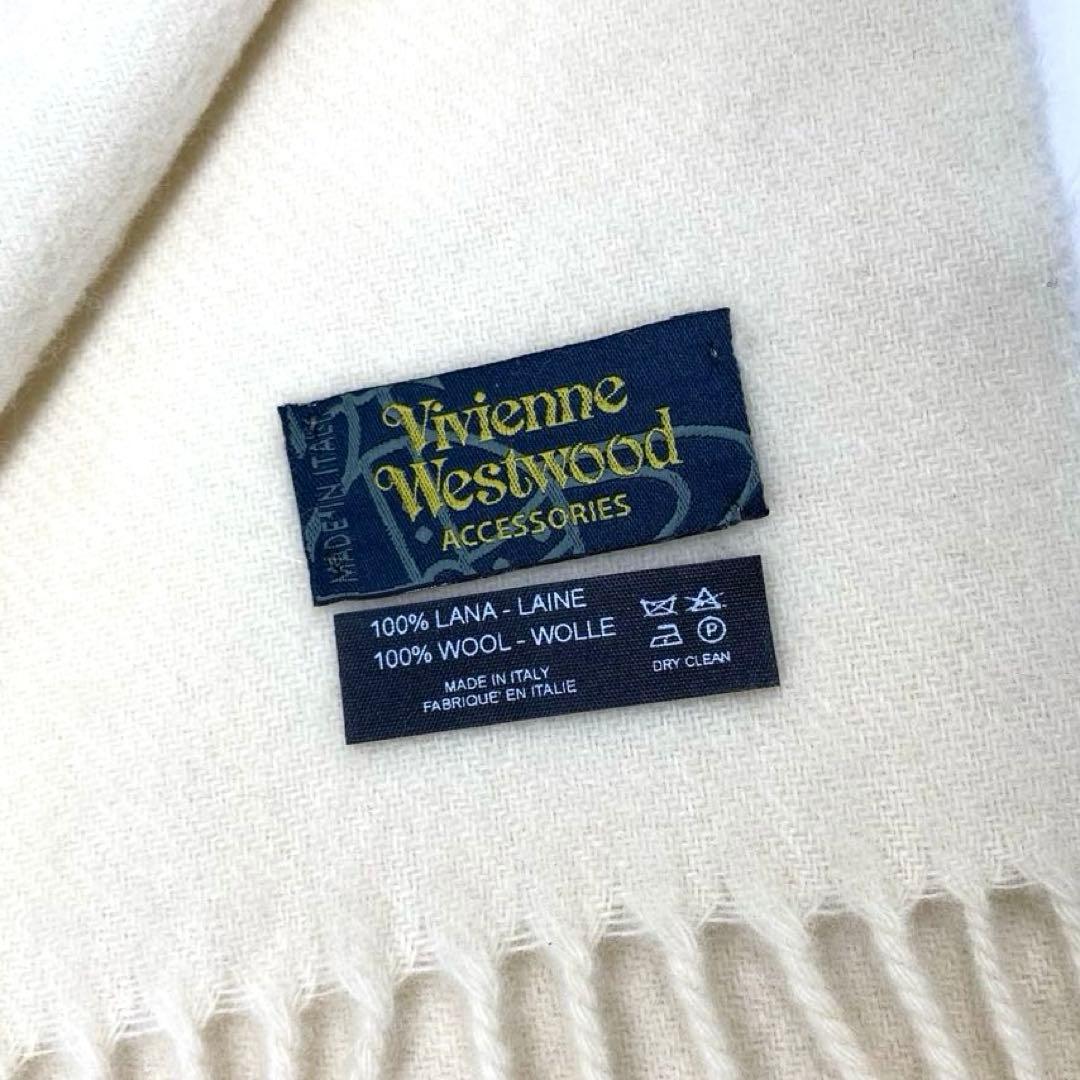 MADE IN ITALY
Vivienne
Westwood
ACCESSORIES
100% LANA - LAINE
100% WOOL - WOLLE
MADE IN ITALY
FABRIQUE' EN ITALIE
P
DRY CLEAN